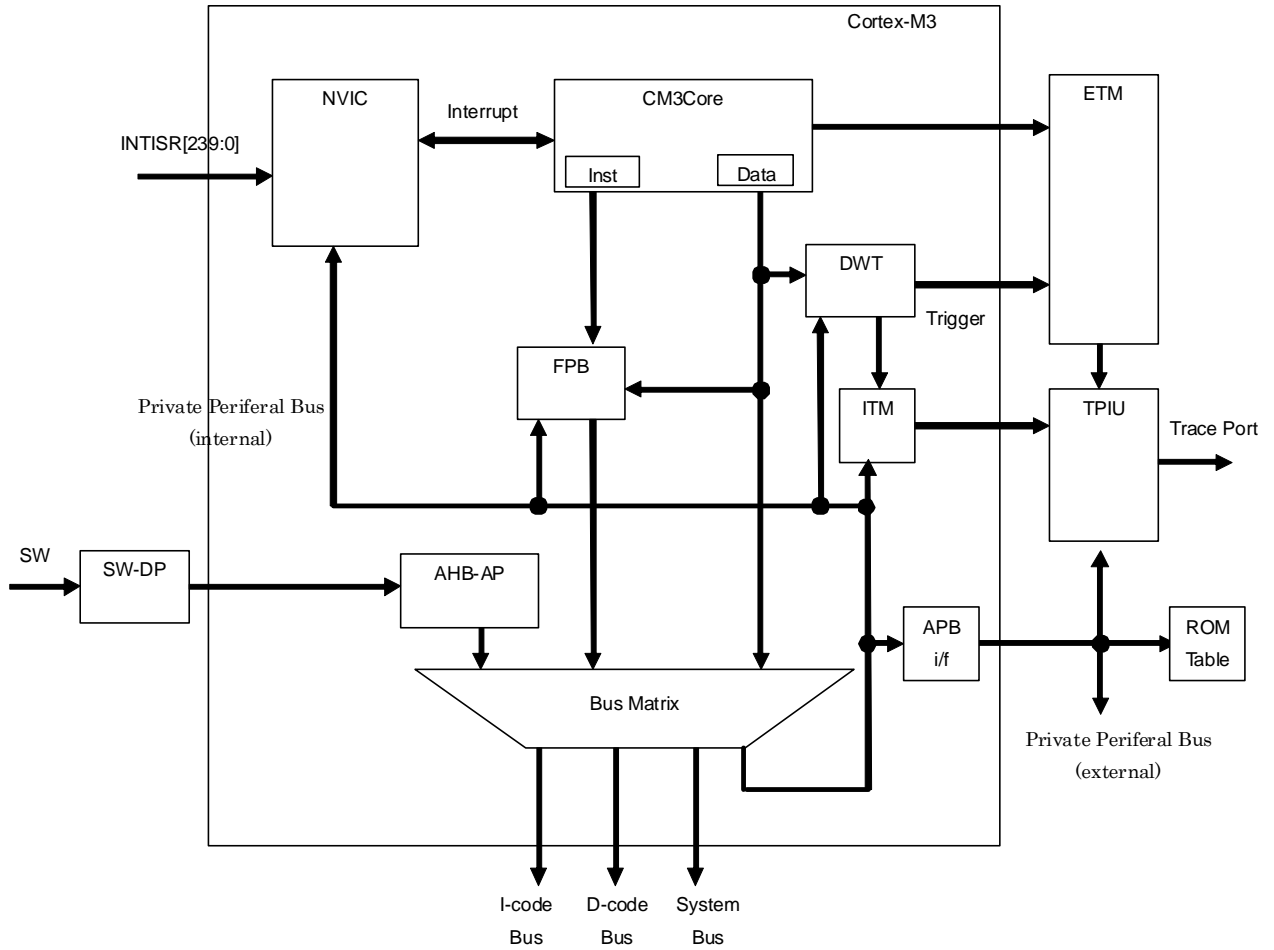 Cortex-M3
NVIC
Interrupt
CM3Core
ETM
INTISR[239:0]
Inst
Data
DWT
Trigger
FPB
ITM
TPIU
Trace Port
Private Periferal Bus
(internal)
SW
SW-DP
AHB-AP
APB
i/f
ROM
Table
Bus Matrix
Private Periferal Bus
(external)
I-code
Bus
D-code
Bus
System
Bus